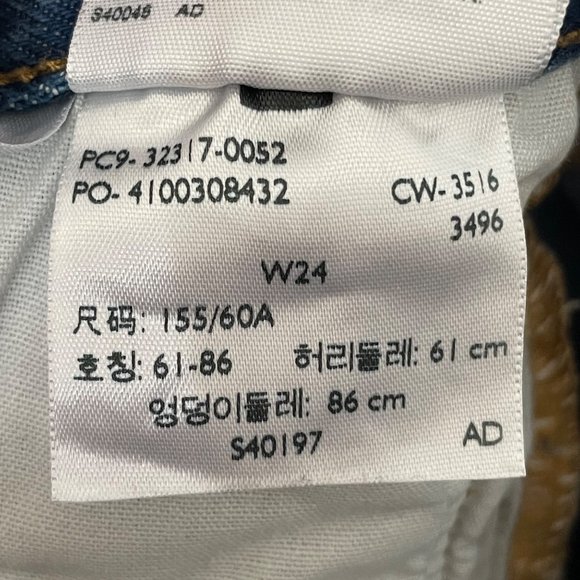 S40048 AD
PC9- 32317-0052
PO- 4100308432 CW- 3516
3496
W24
尺码: 155/60A
호칭: 61-86 허리둘레: 61 cm
엉덩이둘레: 86 cm
S40197 AD